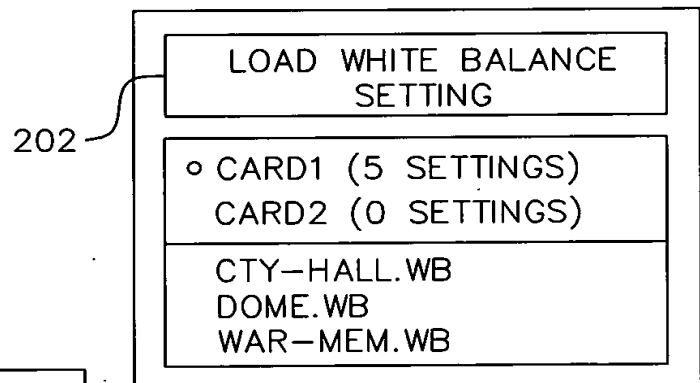 LOAD WHITE BALANCE
SETTING
202
CARD1 (5 SETTINGS)
CARD2 (0 SETTINGS)
CTY-HALL.WB
DOME.WB
WAR-MEM.WB